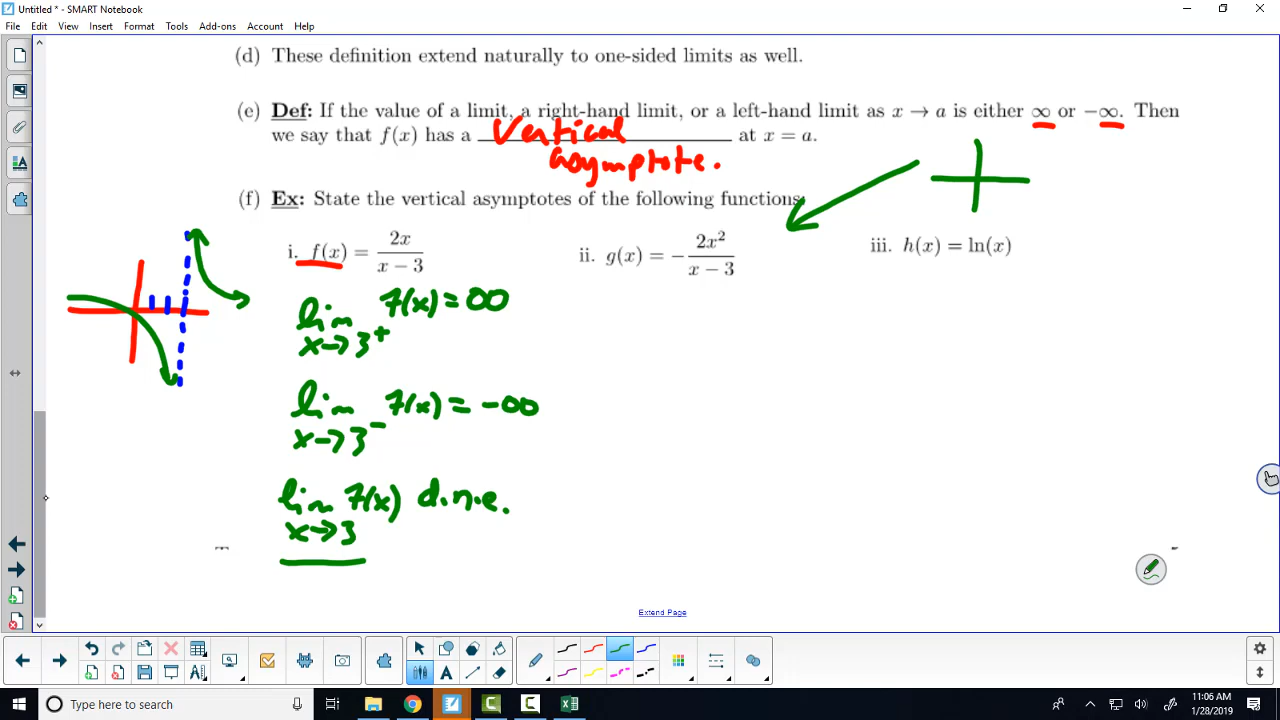 Untitled * - SMART Notebook
File Edit View Insert Format Tools Add-ons Account Help
(d) These definition extend naturally to one-sided limits as well.
(e) Def: If the value of a limit, a right-hand limit, or a left-hand limit as x → a is either ∞ or −∞. Then
we say that f(x) has a Vertical at x = a.
asymptote.
(f) Ex: State the vertical asymptotes of the following functions:
i. f(x) = 2x / x − 3
ii. g(x) = − 2x² / x − 3
iii. h(x) = ln(x)
lim f(x) = ∞
x→3⁺
lim f(x) = -∞
x→3⁻
lim f(x) d.n.e.
x→3
Extend Page
Type here to search
11:06 AM
1/28/2019